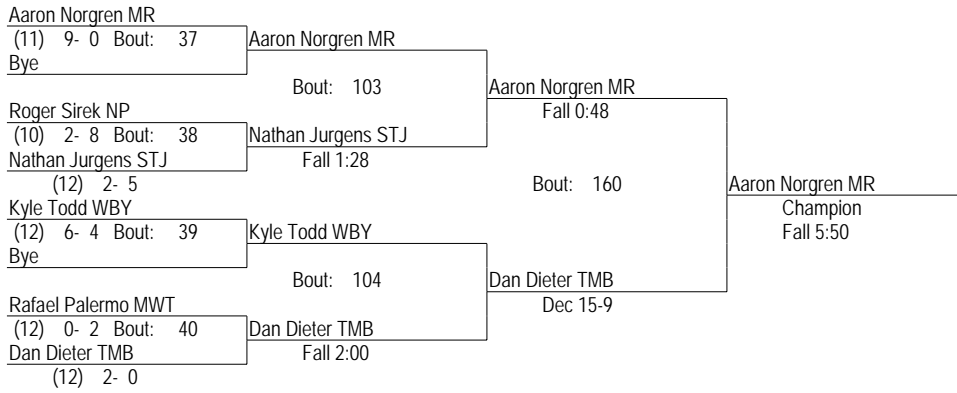 Aaron Norgren MR
(11) 9- 0 Bout: 37
Aaron Norgren MR
Bye
Bout: 103
Aaron Norgren MR
Roger Sirek NP
Fall 0:48
(10) 2- 8 Bout: 38
Nathan Jurgens STJ
Nathan Jurgens STJ
Fall 1:28
(12) 2- 5
Bout: 160
Aaron Norgren MR
Kyle Todd WBY
Champion
(12) 6- 4 Bout: 39
Kyle Todd WBY
Fall 5:50
Bye
Bout: 104
Dan Dieter TMB
Rafael Palermo MWT
Dec 15-9
(12) 0- 2 Bout: 40
Dan Dieter TMB
Dan Dieter TMB
Fall 2:00
(12) 2- 0